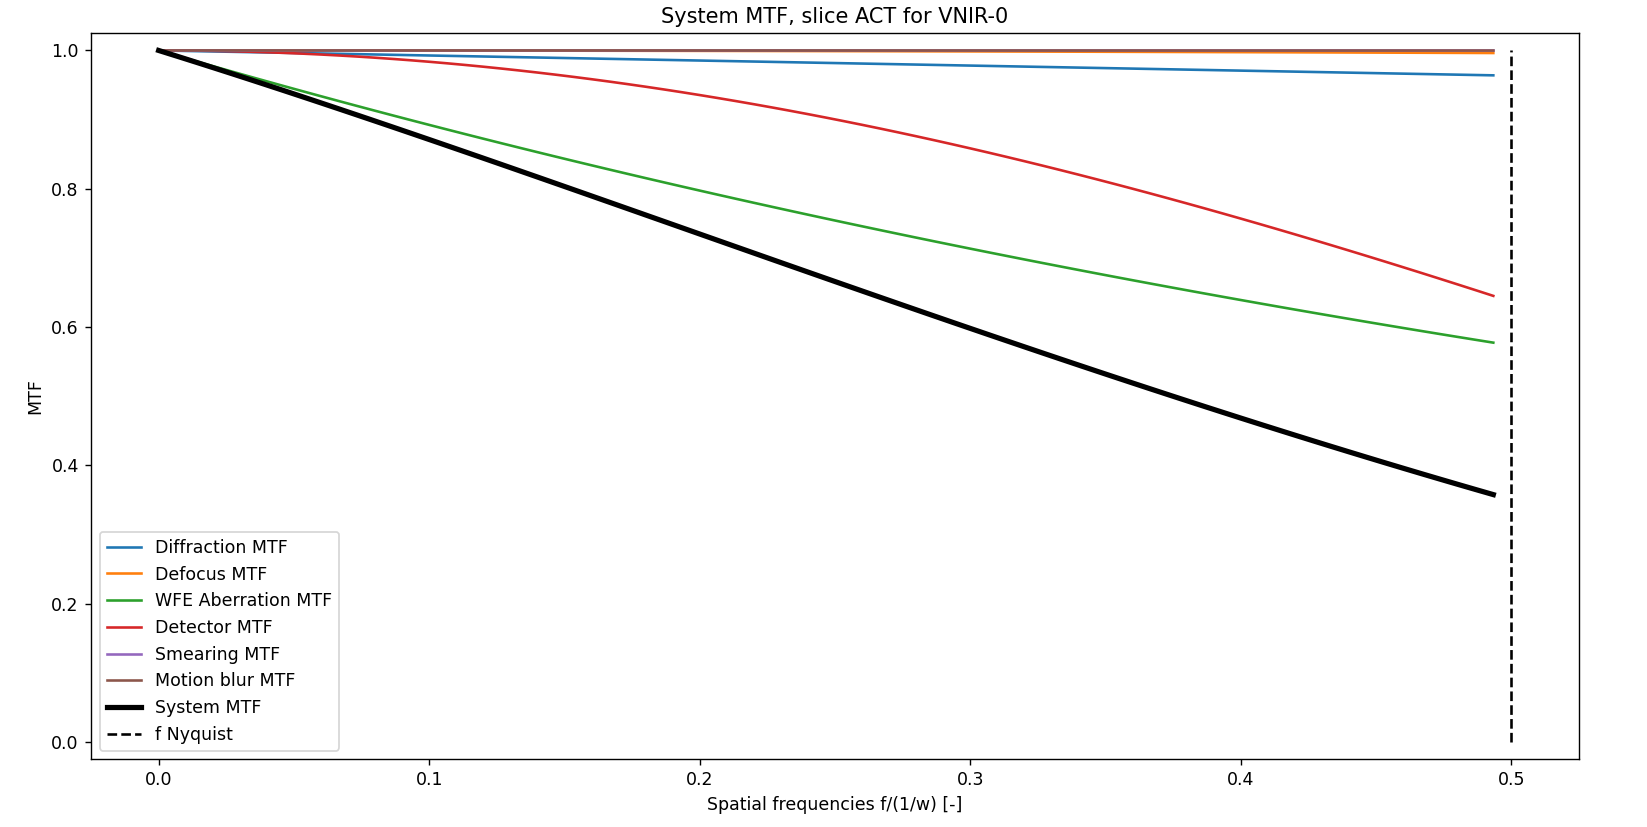 System MTF, slice ACT for VNIR-0
1.0
0.8
0.6
0.4
0.2
0.0
MTF
Diffraction MTF
Defocus MTF
WFE Aberration MTF
Detector MTF
Smearing MTF
Motion blur MTF
System MTF
f Nyquist
0.0 0.1 0.2 0.3 0.4 0.5
Spatial frequencies f/(1/w) [-]